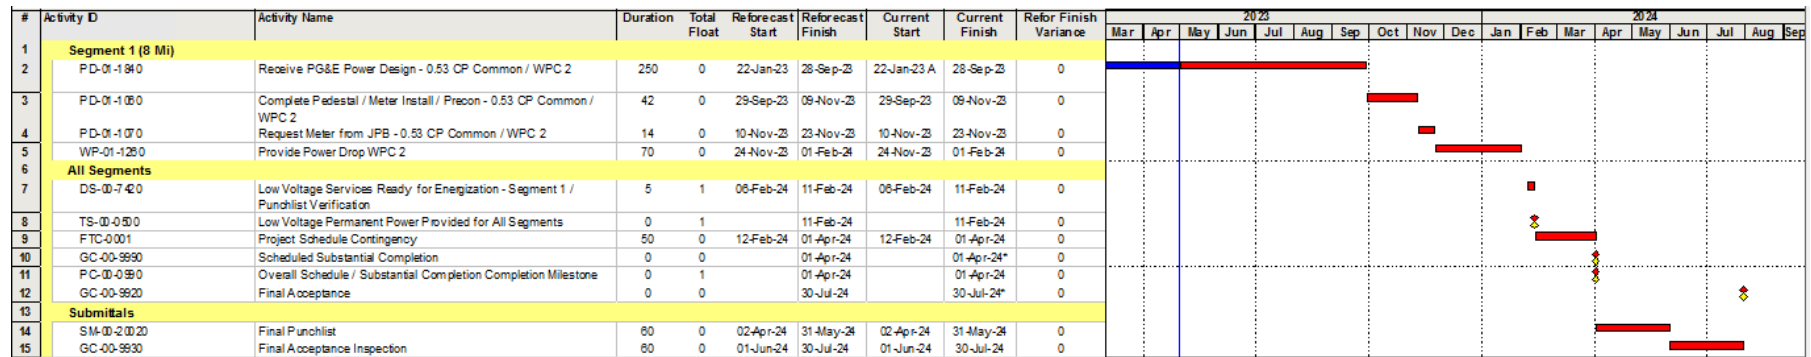 # Activity ID Activity Name Duration Total Float Reforecast Start Reforecast Finish Current Start Current Finish Refor Finish Variance 2023 2024
Mar Apr May Jun Jul Aug Sep Oct Nov Dec Jan Feb Mar Apr May Jun Jul Aug Sep
1 Segment 1 (8 Mi)
2 PD-01-1840 Receive PG&E Power Design - 0.53 CP Common / WPC 2 250 0 22-Jan-23 28-Sep-23 22-Jan-23 A 28-Sep-23 0
3 PD-01-1060 Complete Pedestal / Meter Install / Precon - 0.53 CP Common / 42 0 29-Sep-23 09-Nov-23 29-Sep-23 09-Nov-23 0
WPC 2
4 PD-01-1070 Request Meter from JPB - 0.53 CP Common / WPC 2 14 0 10-Nov-23 23-Nov-23 10-Nov-23 23-Nov-23 0
5 WP-01-1260 Provide Power Drop WPC 2 70 0 24-Nov-23 01-Feb-24 24-Nov-23 01-Feb-24 0
6 All Segments
7 DS-00-7420 Low Voltage Services Ready for Energization - Segment 1 / 5 1 06-Feb-24 11-Feb-24 06-Feb-24 11-Feb-24 0
Punchlist Verification
8 TS-00-0500 Low Voltage Permanent Power Provided for All Segments 0 1 11-Feb-24 11-Feb-24 0
9 FTC-0001 Project Schedule Contingency 50 0 12-Feb-24 01-Apr-24 12-Feb-24 01-Apr-24 0
10 GC-00-9990 Scheduled Substantial Completion 0 0 01-Apr-24 01-Apr-24* 0
11 PC-00-0990 Overall Schedule / Substantial Completion Completion Milestone 0 1 01-Apr-24 01-Apr-24 0
12 GC-00-9920 Final Acceptance 0 0 30-Jul-24 30-Jul-24* 0
13 Submittals
14 SM-00-20020 Final Punchlist 60 0 02-Apr-24 31-May-24 02-Apr-24 31-May-24 0
15 GC-00-9930 Final Acceptance Inspection 60 0 01-Jun-24 30-Jul-24 01-Jun-24 30-Jul-24 0